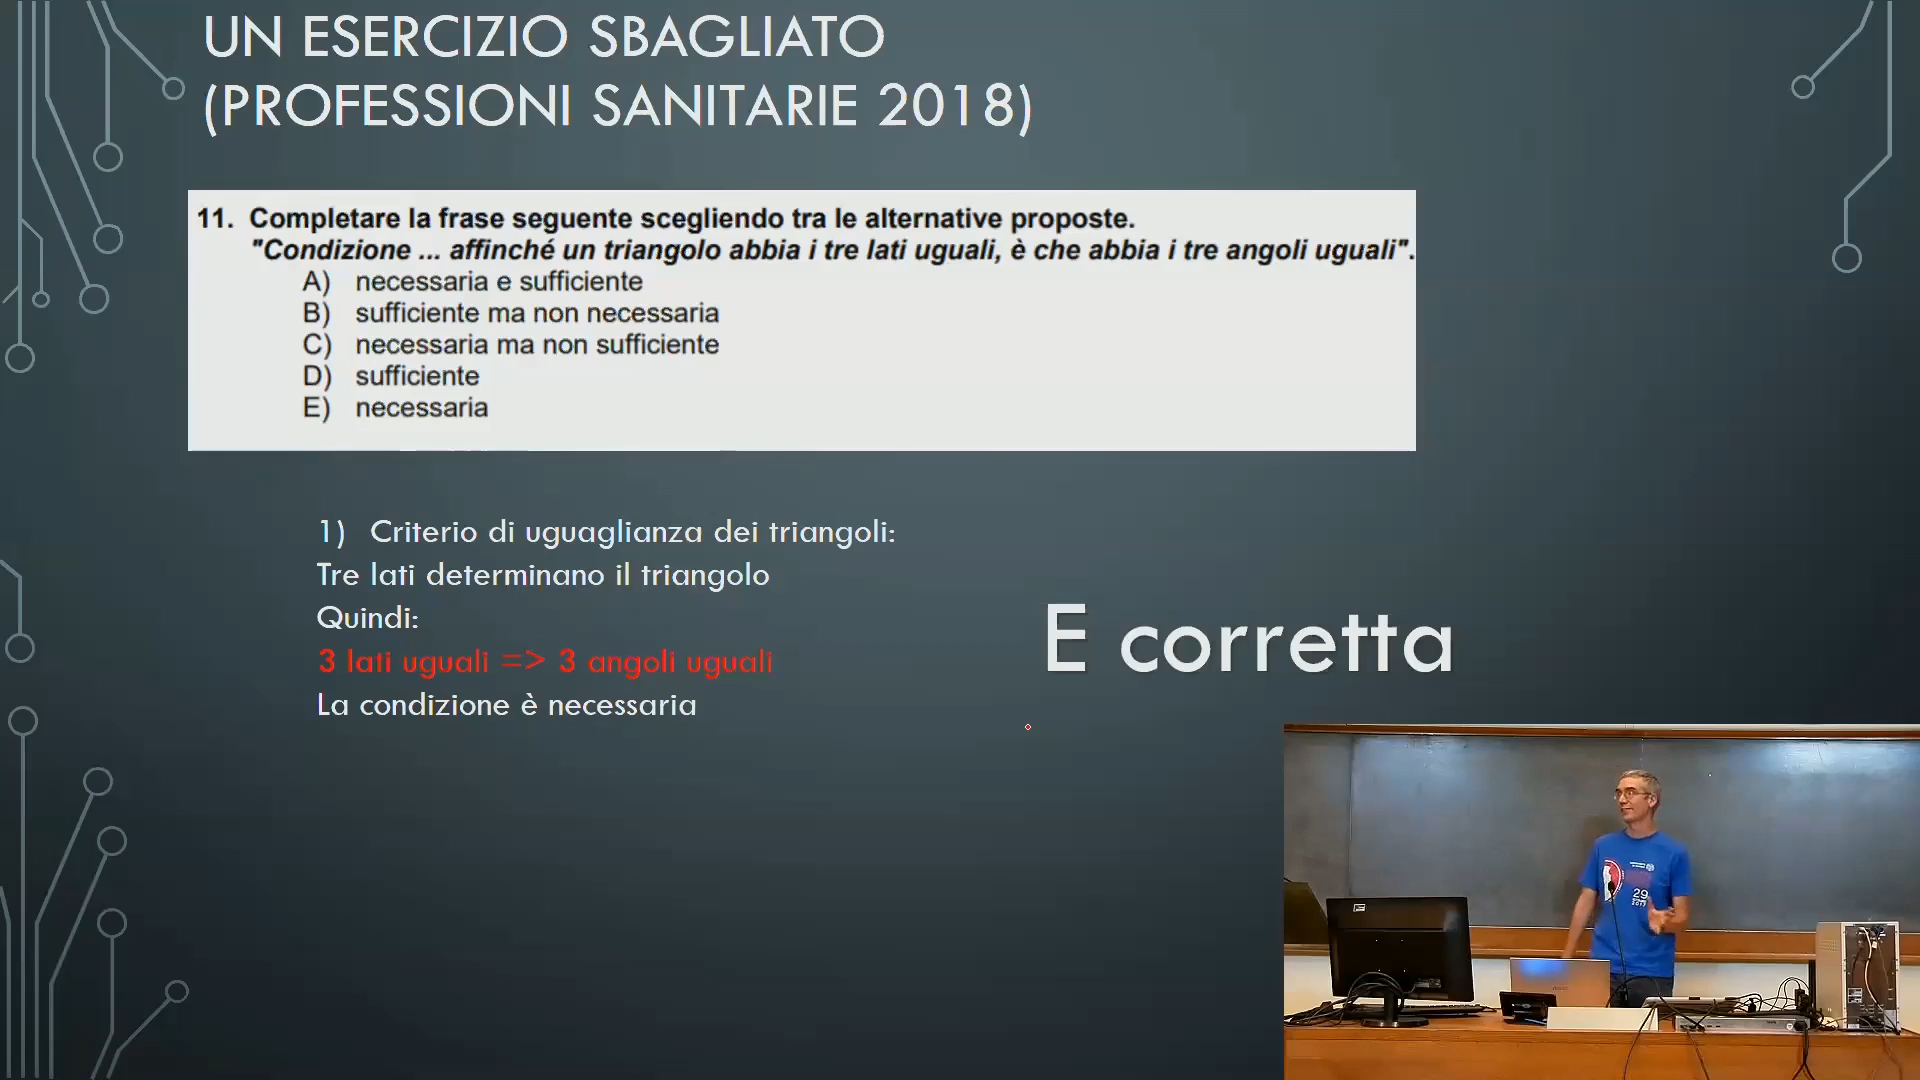 UN ESERCIZIO SBAGLIATO
(PROFESSIONI SANITARIE 2018)
11. Completare la frase seguente scegliendo tra le alternative proposte.
"Condizione ... affinché un triangolo abbia i tre lati uguali, è che abbia i tre angoli uguali".
A) necessaria e sufficiente
B) sufficiente ma non necessaria
C) necessaria ma non sufficiente
D) sufficiente
E) necessaria
1) Criterio di uguaglianza dei triangoli:
Tre lati determinano il triangolo
Quindi:
3 lati uguali => 3 angoli uguali
La condizione è necessaria
E corretta
29